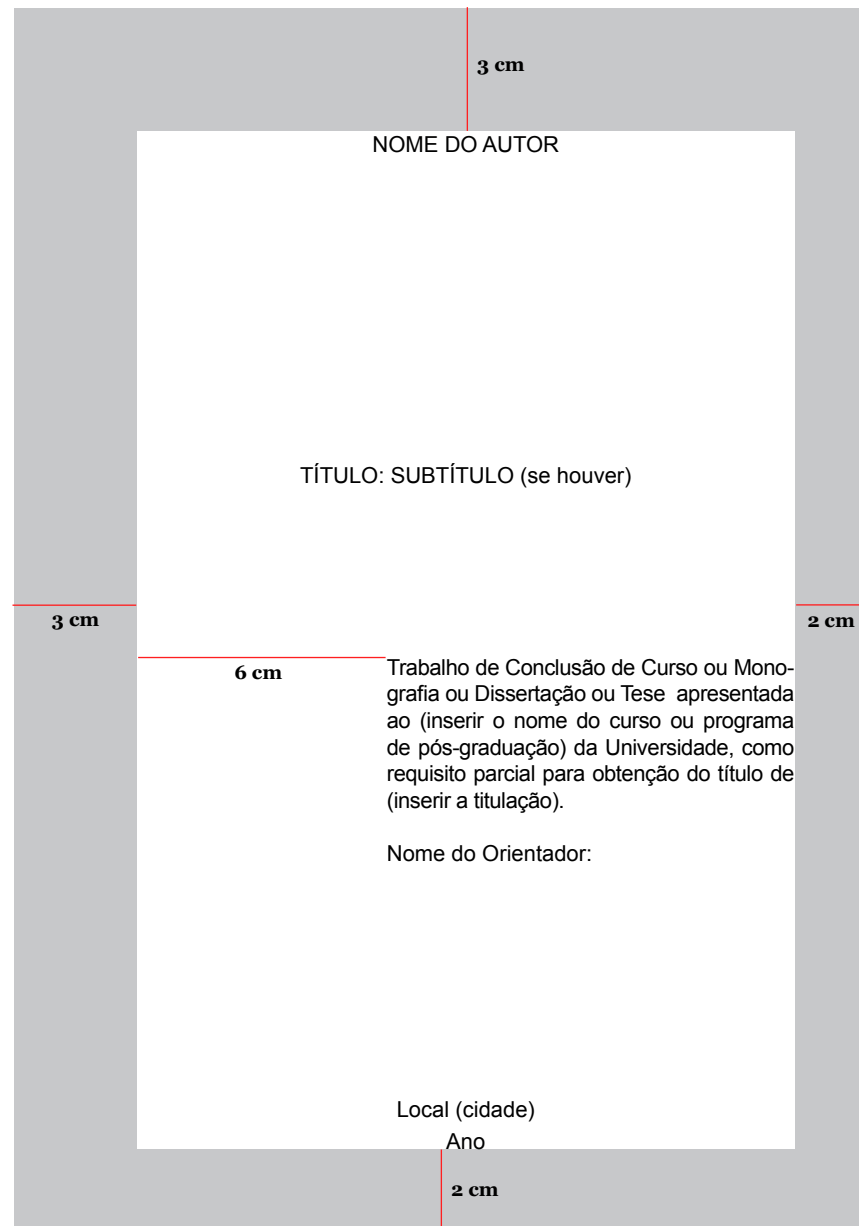 3 cm
NOME DO AUTOR
TÍTULO: SUBTÍTULO (se houver)
3 cm
2 cm
6 cm
Trabalho de Conclusão de Curso ou Mono-
grafia ou Dissertação ou Tese apresentada
ao (inserir o nome do curso ou programa
de pós-graduação) da Universidade, como
requisito parcial para obtenção do título de
(inserir a titulação).
Nome do Orientador:
Local (cidade)
Ano
2 cm